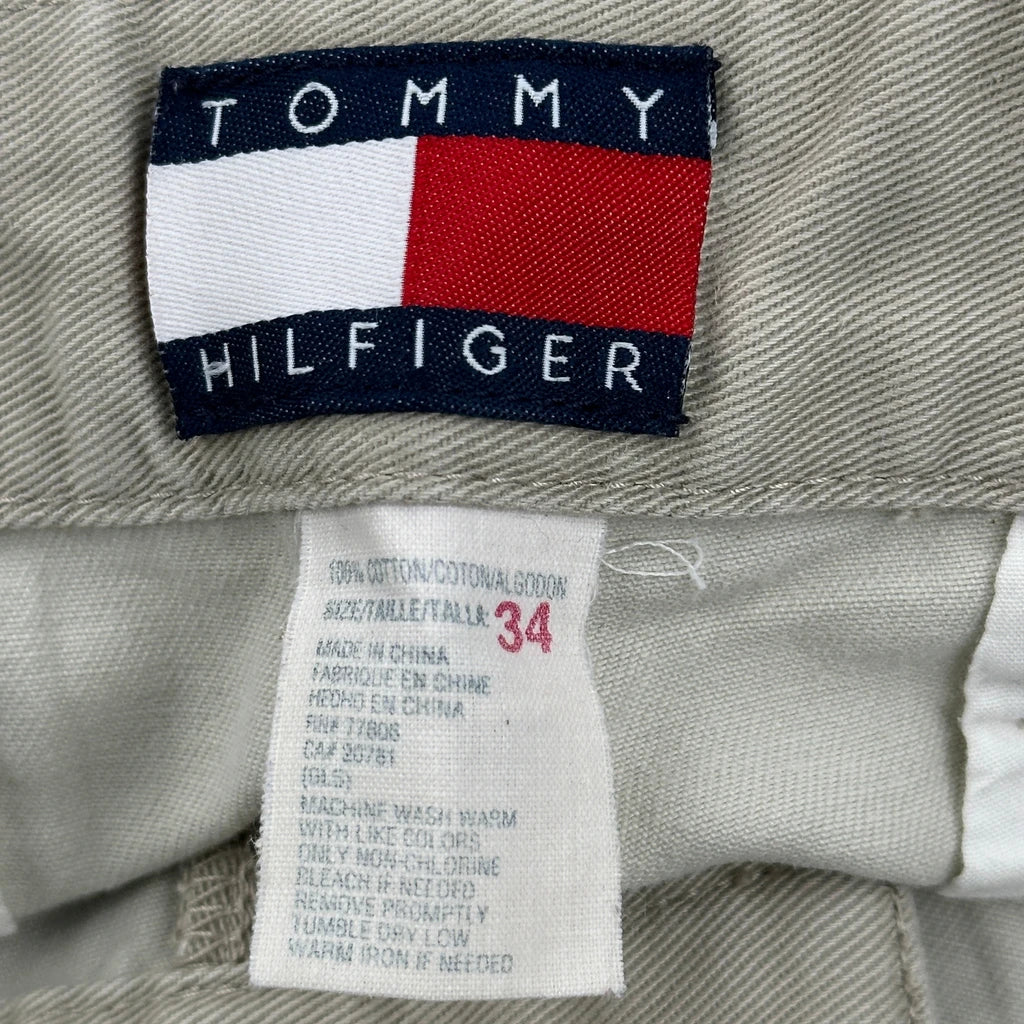 TOMMY
HILFIGER
100% COTTON/COTON/ALGODON
SIZE/TAILLE/TALLA: 34
MADE IN CHINA
FABRIQUE EN CHINE
HECHO EN CHINA
RN# 77806
CA# 20781
(GLS)
MACHINE WASH WARM
WITH LIKE COLORS
ONLY NON-CHLORINE
BLEACH IF NEEDED
REMOVE PROMPTLY
TUMBLE DRY LOW
WARM IRON IF NEEDED